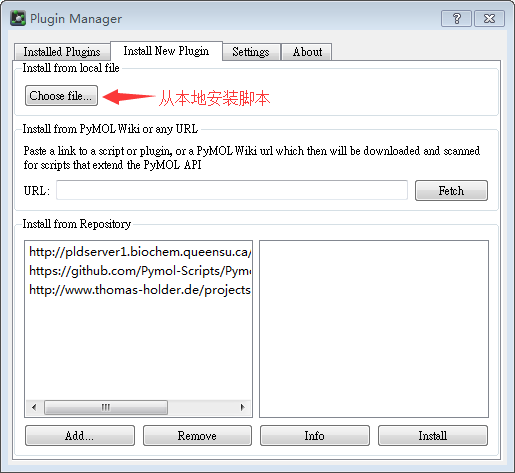 Plugin Manager
Installed Plugins Install New Plugin Settings About
Install from local file
Choose file... 从本地安装脚本
Install from PyMOL Wiki or any URL
Paste a link to a script or plugin, or a PyMOL Wiki url which then will be downloaded and scanned
for scripts that extend the PyMOL API
URL: Fetch
Install from Repository
http://pldserver1.biochem.queensu.ca/
https://github.com/Pymol-Scripts/Pymo
http://www.thomas-holder.de/projects
Add... Remove Info Install